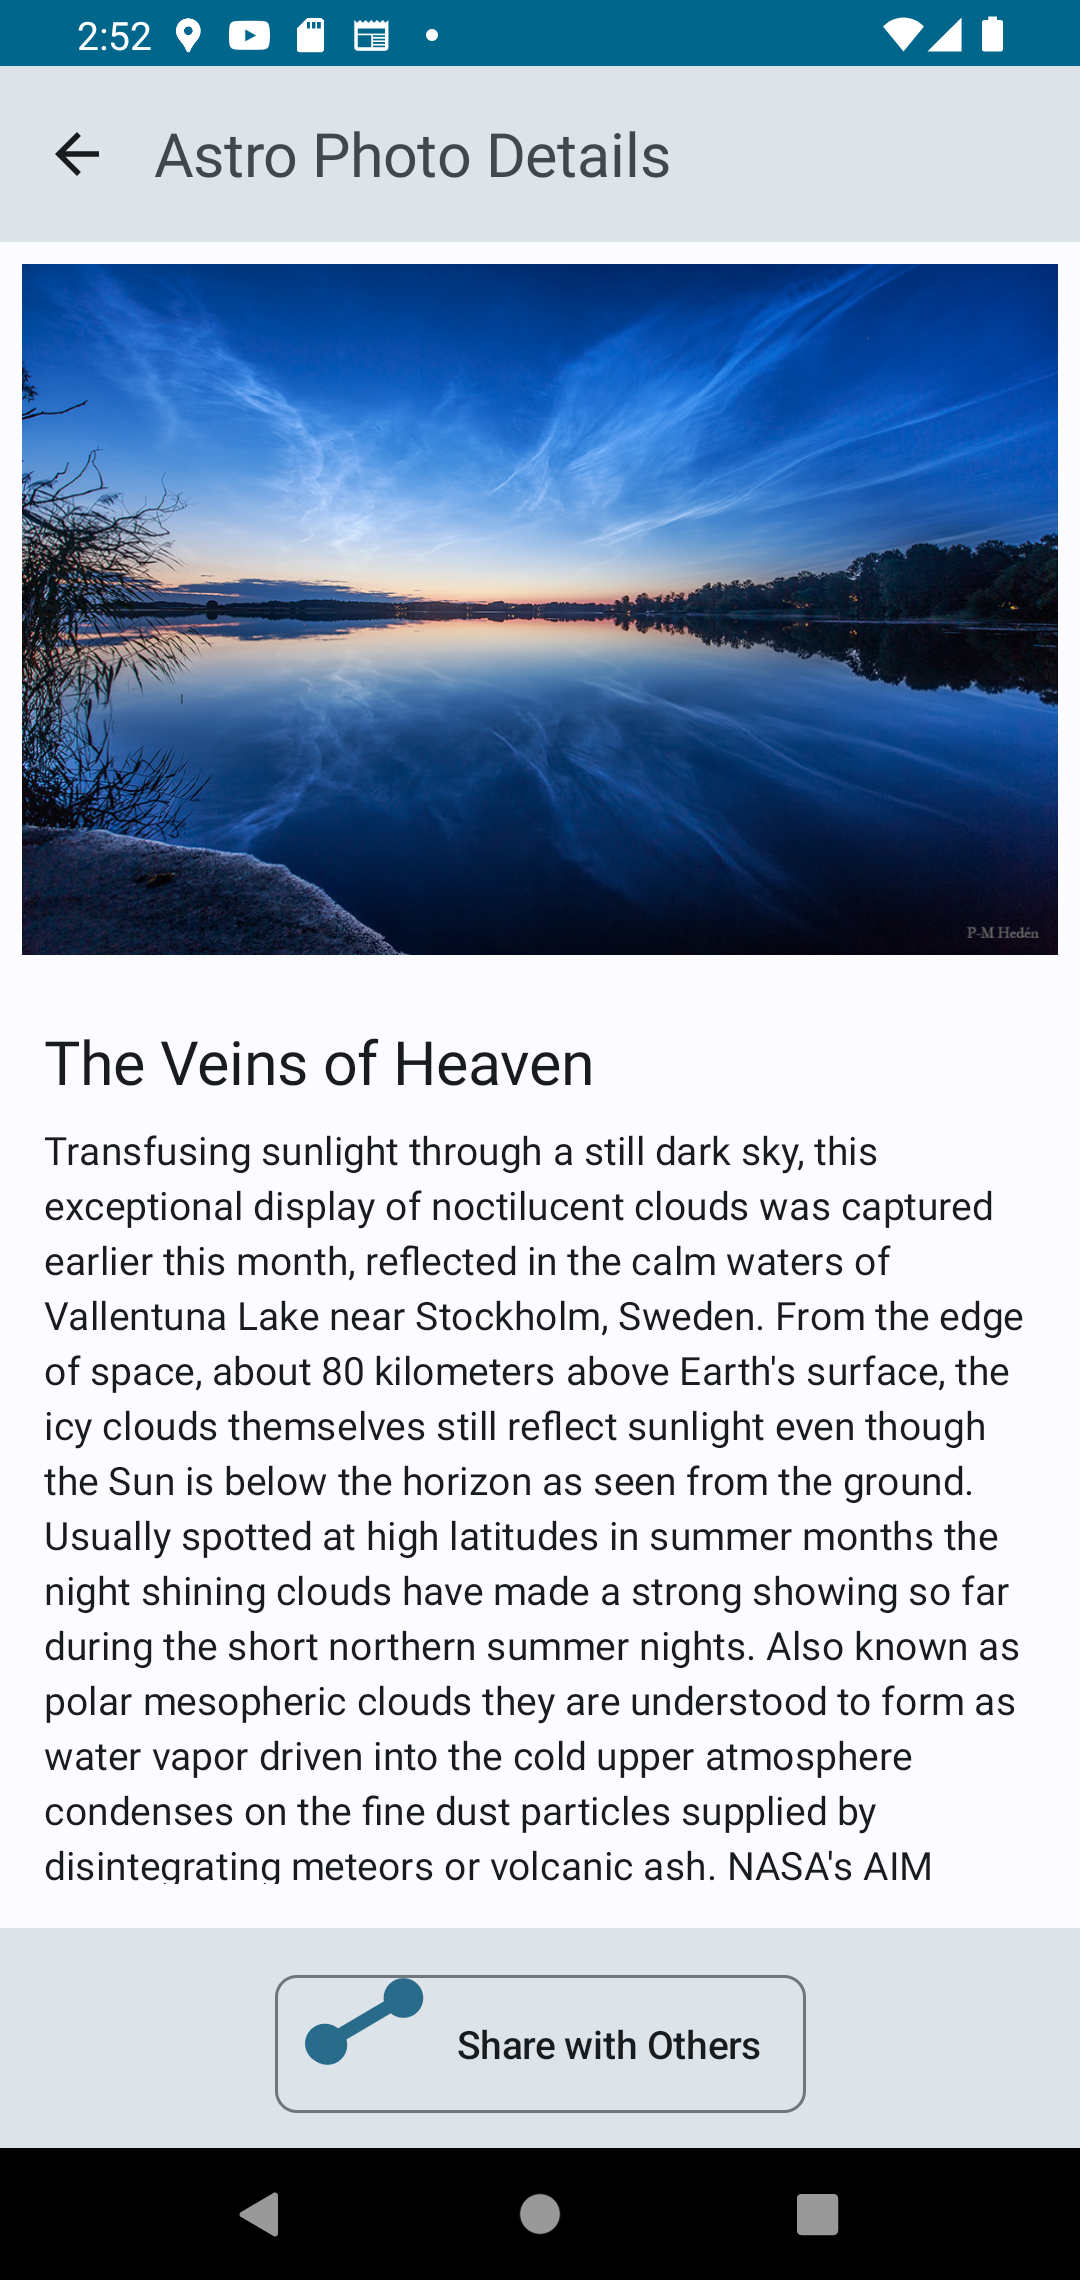 2:52
Astro Photo Details
P-M Hedén
The Veins of Heaven
Transfusing sunlight through a still dark sky, this
exceptional display of noctilucent clouds was captured
earlier this month, reflected in the calm waters of
Vallentuna Lake near Stockholm, Sweden. From the edge
of space, about 80 kilometers above Earth's surface, the
icy clouds themselves still reflect sunlight even though
the Sun is below the horizon as seen from the ground.
Usually spotted at high latitudes in summer months the
night shining clouds have made a strong showing so far
during the short northern summer nights. Also known as
polar mesopheric clouds they are understood to form as
water vapor driven into the cold upper atmosphere
condenses on the fine dust particles supplied by
disintegrating meteors or volcanic ash. NASA's AIM
Share with Others